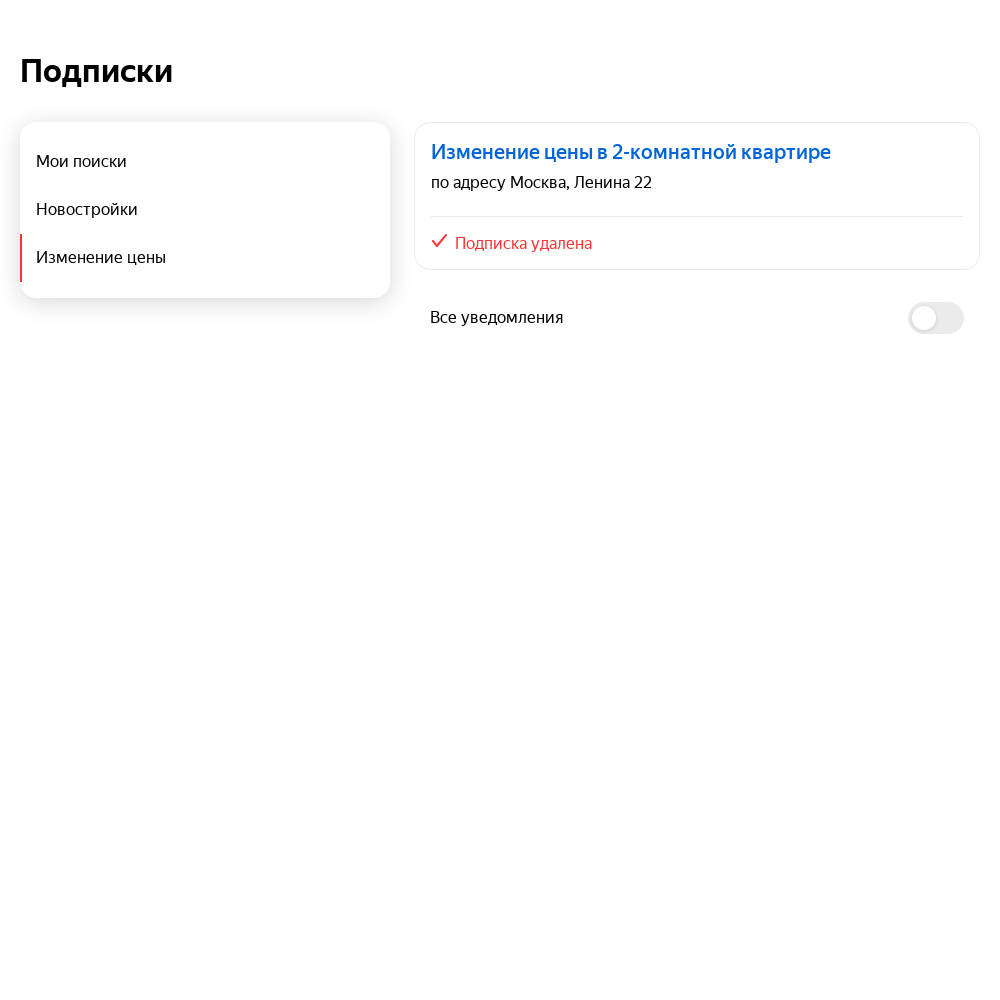 Подписки
Мои поиски
Новостройки
Изменение цены
Изменение цены в 2-комнатной квартире
по адресу Москва, Ленина 22
Подписка удалена
Все уведомления